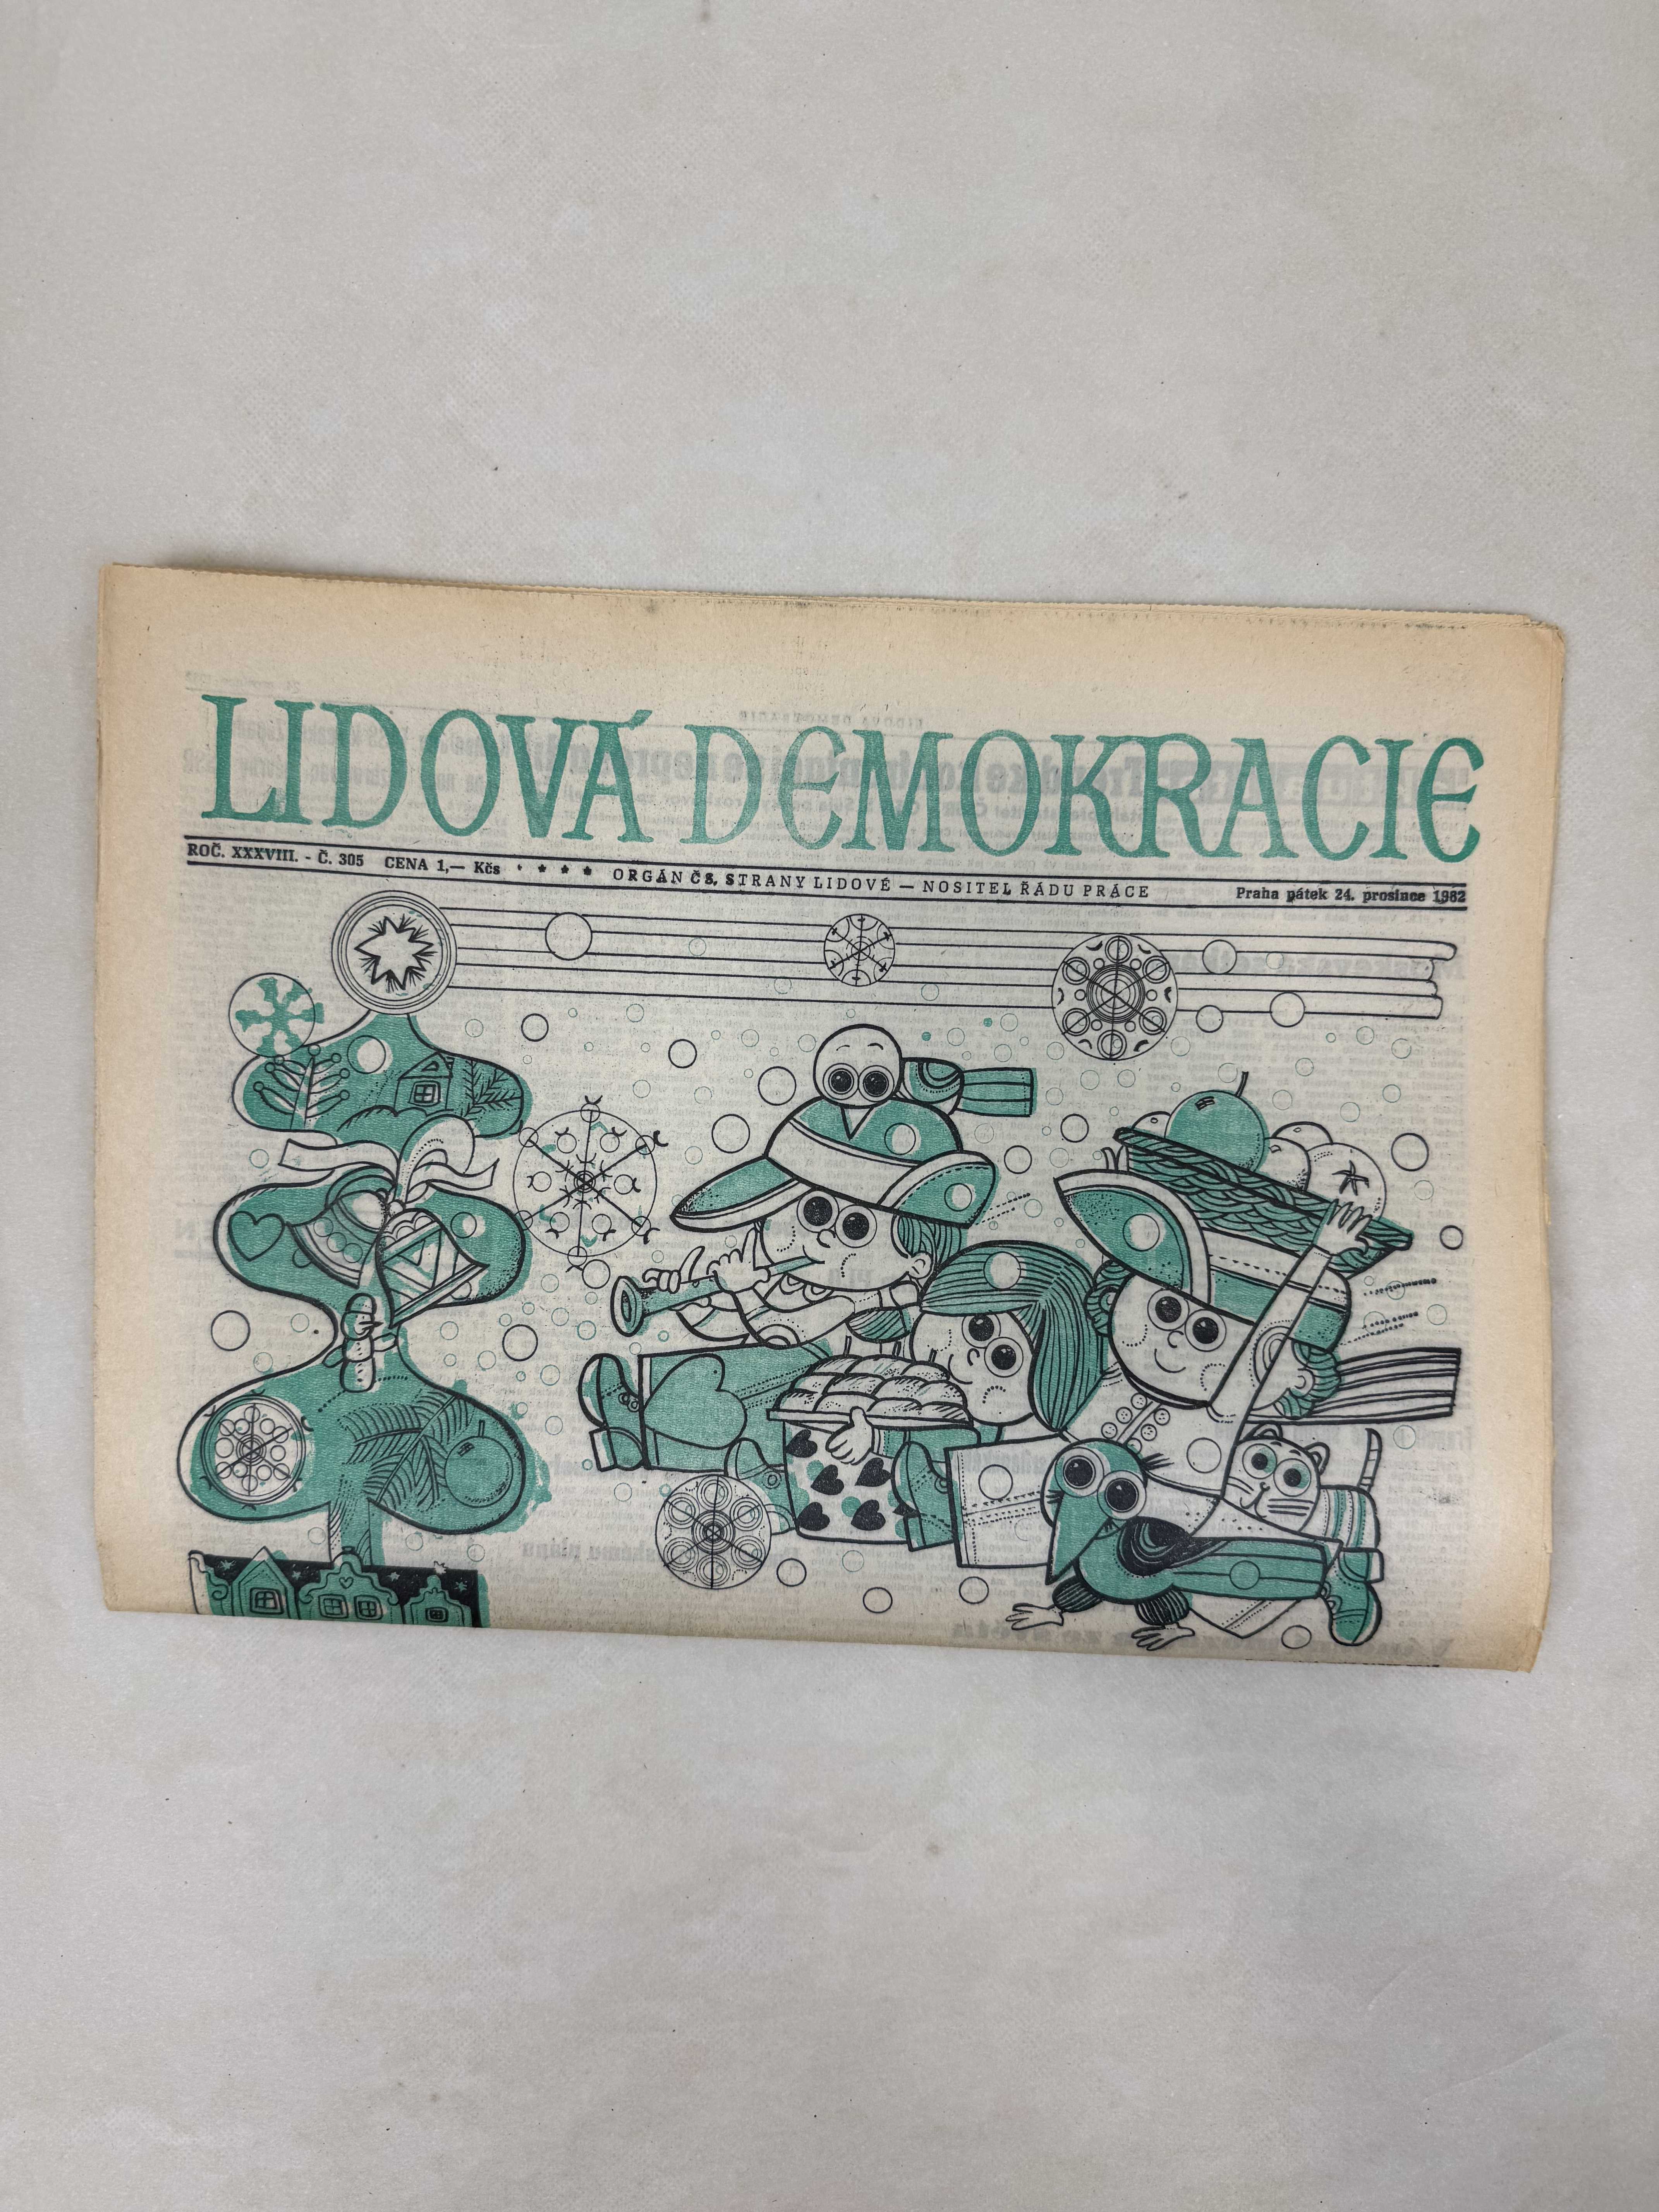 LIDOVÁ DEMOKRACIE
ROČ. XXXVIII. - Č. 305 CENA 1,— Kčs * * * * ORGÁN ČS. STRANY LIDOVÉ — NOSITEL ŘÁDU PRÁCE Praha pátek 24. prosince 1982